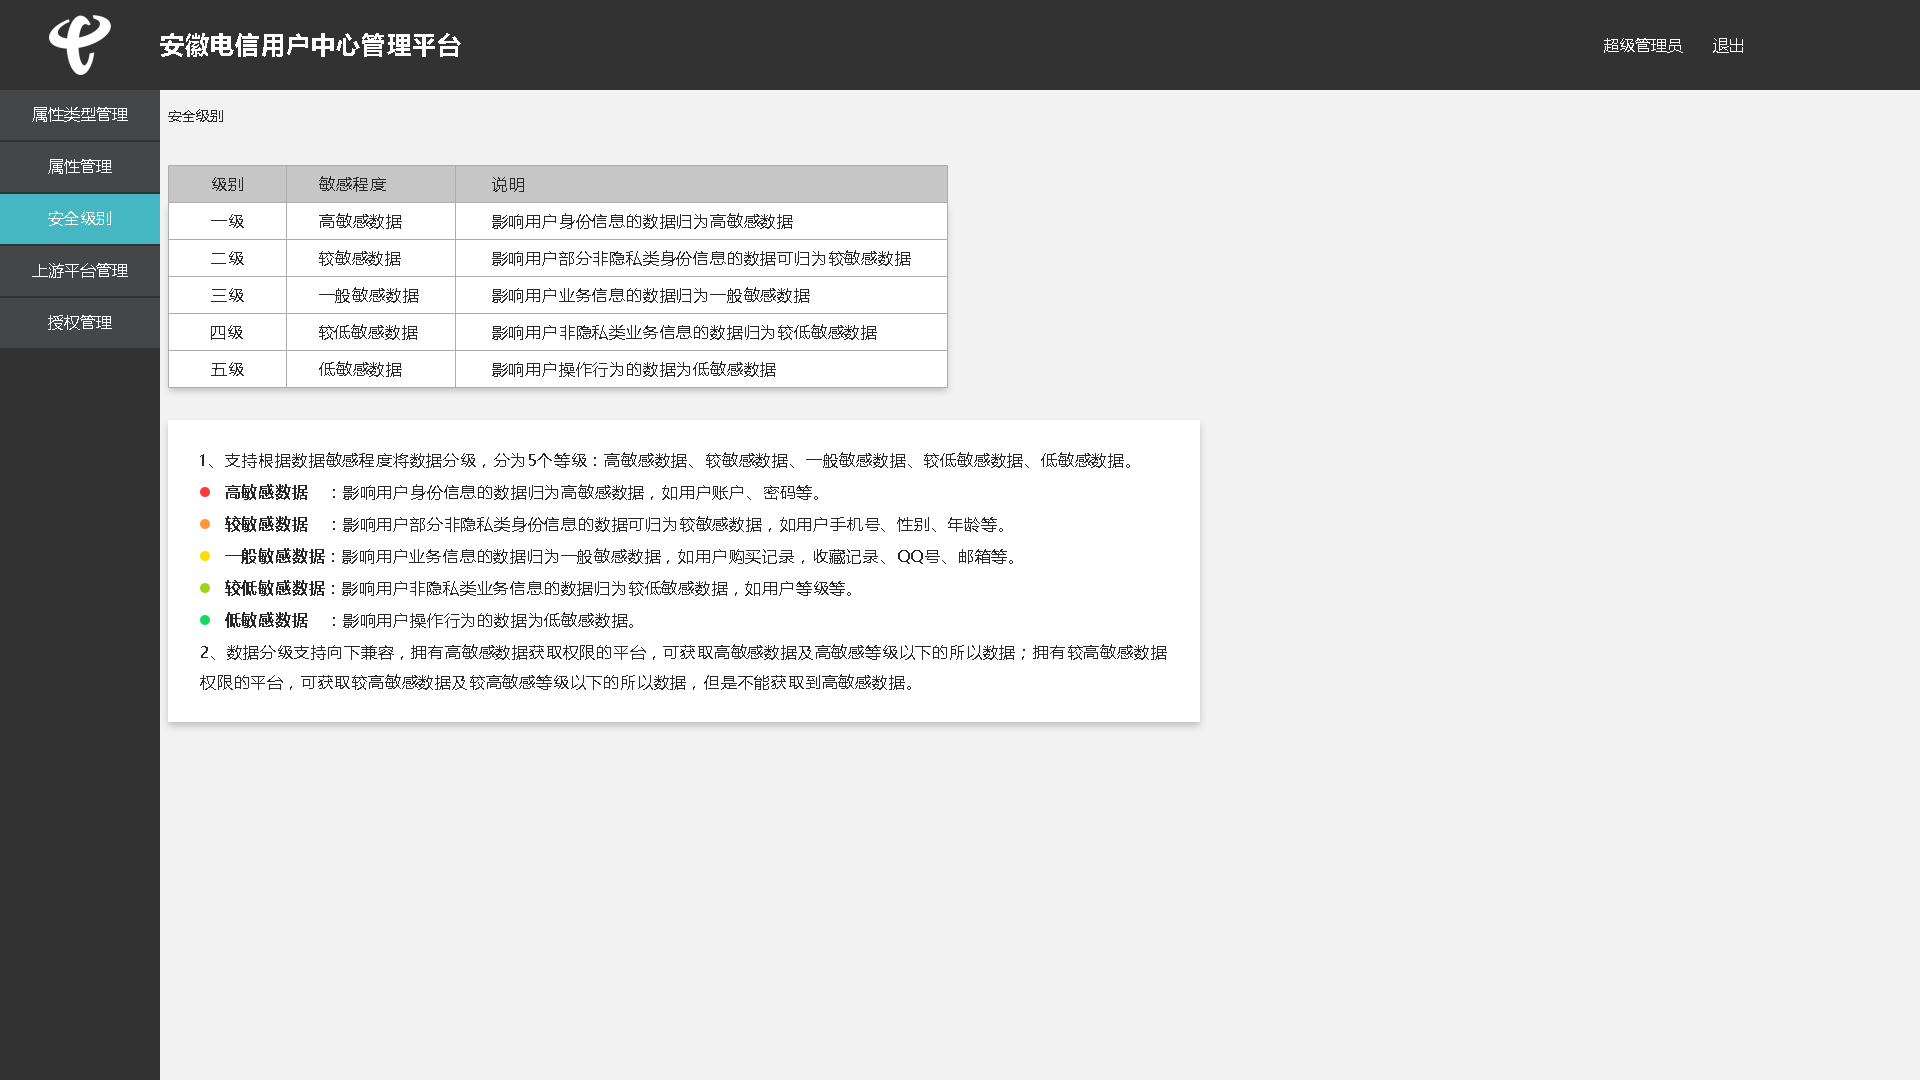 安徽电信用户中心管理平台
超级管理员 退出
属性类型管理
属性管理
安全级别
上游平台管理
授权管理
安全级别
级别 敏感程度 说明
一级 高敏感数据 影响用户身份信息的数据归为高敏感数据
二级 较敏感数据 影响用户部分非隐私类身份信息的数据可归为较敏感数据
三级 一般敏感数据 影响用户业务信息的数据归为一般敏感数据
四级 较低敏感数据 影响用户非隐私类业务信息的数据归为较低敏感数据
五级 低敏感数据 影响用户操作行为的数据为低敏感数据
1、支持根据数据敏感程度将数据分级，分为5个等级：高敏感数据、较敏感数据、一般敏感数据、较低敏感数据、低敏感数据。
高敏感数据 ：影响用户身份信息的数据归为高敏感数据，如用户账户、密码等。
较敏感数据 ：影响用户部分非隐私类身份信息的数据可归为较敏感数据，如用户手机号、性别、年龄等。
一般敏感数据：影响用户业务信息的数据归为一般敏感数据，如用户购买记录，收藏记录、QQ号、邮箱等。
较低敏感数据：影响用户非隐私类业务信息的数据归为较低敏感数据，如用户等级等。
低敏感数据 ：影响用户操作行为的数据为低敏感数据。
2、数据分级支持向下兼容，拥有高敏感数据获取权限的平台，可获取高敏感数据及高敏感等级以下的所以数据；拥有较高敏感数据
权限的平台，可获取较高敏感数据及较高敏感等级以下的所以数据，但是不能获取到高敏感数据。